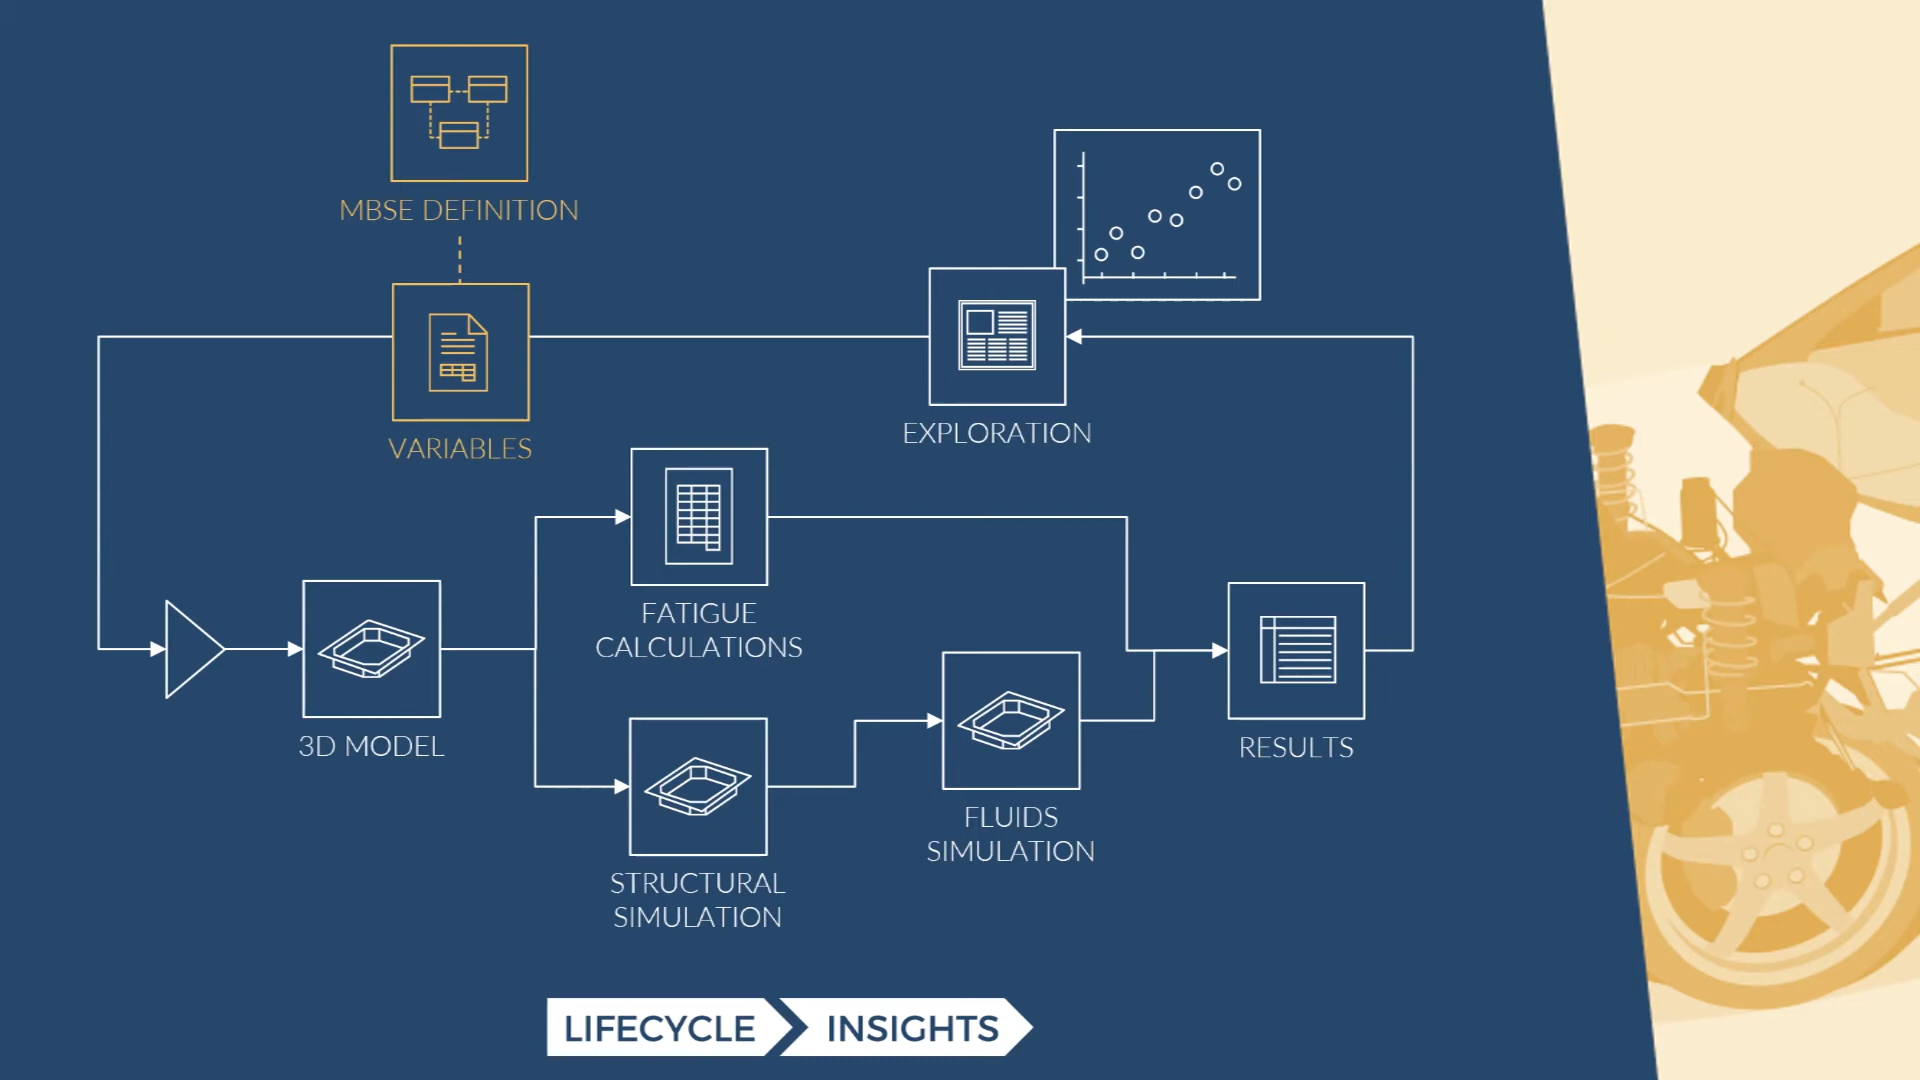 MBSE DEFINITION
VARIABLES
EXPLORATION
FATIGUE
CALCULATIONS
3D MODEL
RESULTS
FLUIDS
SIMULATION
STRUCTURAL
SIMULATION
LIFECYCLE INSIGHTS